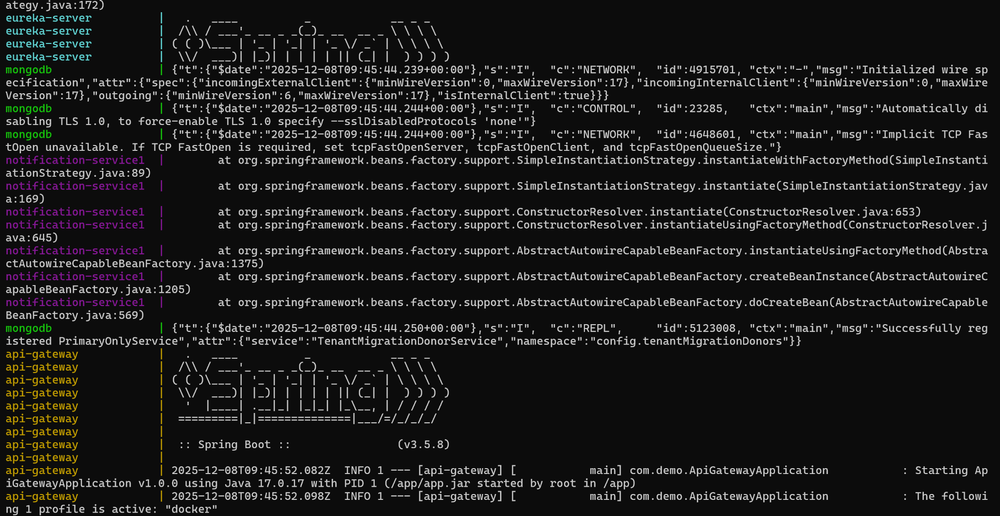 ategy.java:172)
eureka-server          |   .   ____          _            __ _ _
eureka-server          |  /\\ / ___'_ __ _ _(_)_ __  __ _ \ \ \ \
eureka-server          | ( ( )\___ | '_ | '_| | '_ \/ _` | \ \ \ \
eureka-server          |  \\/  ___)| |_)| | | | | || (_| |  ) ) ) )
mongodb                | {"t":{"$date":"2025-12-08T09:45:44.239+00:00"},"s":"I",  "c":"NETWORK",  "id":4915701, "ctx":"-","msg":"Initialized wire sp
ecification","attr":{"spec":{"incomingExternalClient":{"minWireVersion":0,"maxWireVersion":17},"incomingInternalClient":{"minWireVersion":0,"maxWire
Version":17},"outgoing":{"minWireVersion":6,"maxWireVersion":17},"isInternalClient":true}}}
mongodb                | {"t":{"$date":"2025-12-08T09:45:44.244+00:00"},"s":"I",  "c":"CONTROL",  "id":23285,   "ctx":"main","msg":"Automatically di
sabling TLS 1.0, to force-enable TLS 1.0 specify --sslDisabledProtocols 'none'"}
mongodb                | {"t":{"$date":"2025-12-08T09:45:44.244+00:00"},"s":"I",  "c":"NETWORK",  "id":4648601, "ctx":"main","msg":"Implicit TCP Fas
tOpen unavailable. If TCP FastOpen is required, set tcpFastOpenServer, tcpFastOpenClient, and tcpFastOpenQueueSize."}
notification-service1  |        at org.springframework.beans.factory.support.SimpleInstantiationStrategy.instantiateWithFactoryMethod(SimpleInstanti
ationStrategy.java:89)
notification-service1  |        at org.springframework.beans.factory.support.SimpleInstantiationStrategy.instantiate(SimpleInstantiationStrategy.jav
a:169)
notification-service1  |        at org.springframework.beans.factory.support.ConstructorResolver.instantiate(ConstructorResolver.java:653)
notification-service1  |        at org.springframework.beans.factory.support.ConstructorResolver.instantiateUsingFactoryMethod(ConstructorResolver.j
ava:645)
notification-service1  |        at org.springframework.beans.factory.support.AbstractAutowireCapableBeanFactory.instantiateUsingFactoryMethod(Abstra
ctAutowireCapableBeanFactory.java:1375)
notification-service1  |        at org.springframework.beans.factory.support.AbstractAutowireCapableBeanFactory.createBeanInstance(AbstractAutowireC
apableBeanFactory.java:1205)
notification-service1  |        at org.springframework.beans.factory.support.AbstractAutowireCapableBeanFactory.doCreateBean(AbstractAutowireCapable
BeanFactory.java:569)
mongodb                | {"t":{"$date":"2025-12-08T09:45:44.250+00:00"},"s":"I",  "c":"REPL",     "id":5123008, "ctx":"main","msg":"Successfully reg
istered PrimaryOnlyService","attr":{"service":"TenantMigrationDonorService","namespace":"config.tenantMigrationDonors"}}
api-gateway            |   .   ____          _            __ _ _
api-gateway            |  /\\ / ___'_ __ _ _(_)_ __  __ _ \ \ \ \
api-gateway            | ( ( )\___ | '_ | '_| | '_ \/ _` | \ \ \ \
api-gateway            |  \\/  ___)| |_)| | | | | || (_| |  ) ) ) )
api-gateway            |   '  |____| .__|_| |_|_| |_\__, | / / / /
api-gateway            |  =========|_|==============|___/=/_/_/_/
api-gateway            |
api-gateway            |  :: Spring Boot ::                (v3.5.8)
api-gateway            |
api-gateway            | 2025-12-08T09:45:52.082Z  INFO 1 --- [api-gateway] [           main] com.demo.ApiGatewayApplication           : Starting Ap
iGatewayApplication v1.0.0 using Java 17.0.17 with PID 1 (/app/app.jar started by root in /app)
api-gateway            | 2025-12-08T09:45:52.098Z  INFO 1 --- [api-gateway] [           main] com.demo.ApiGatewayApplication           : The followi
ng 1 profile is active: "docker"